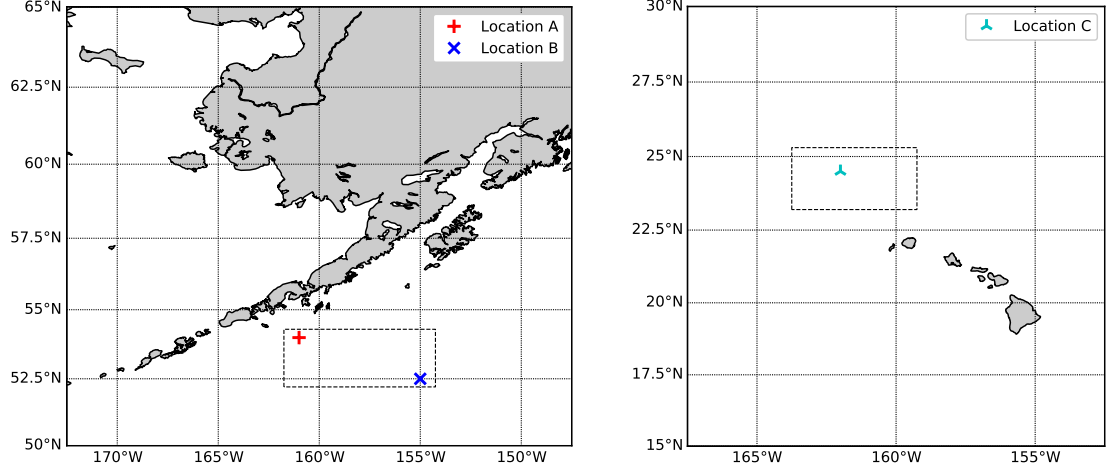 65°N
62.5°N
60°N
57.5°N
55°N
52.5°N
50°N
170°W
165°W
160°W
155°W
150°W
Location A
Location B
30°N
27.5°N
25°N
22.5°N
20°N
17.5°N
15°N
165°W
160°W
155°W
Location C